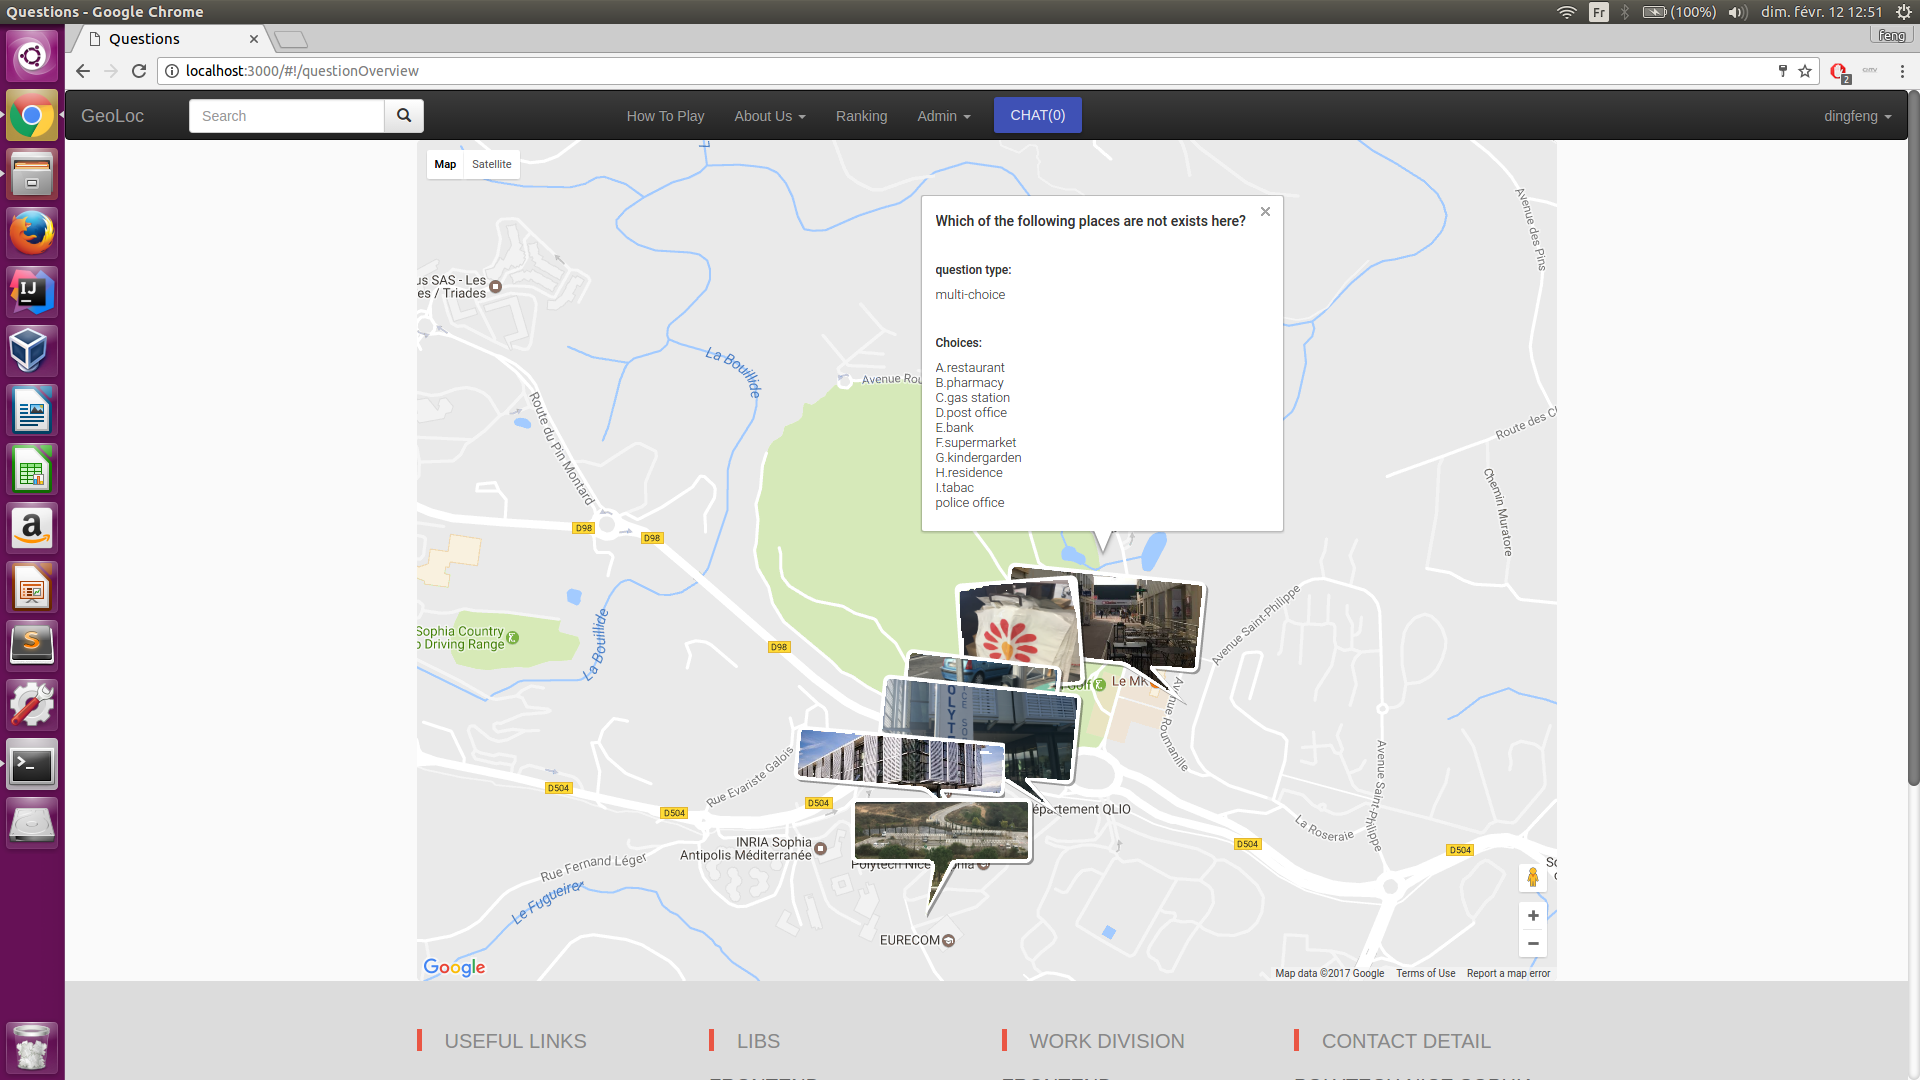 Questions - Google Chrome
Fr
(100%)
dim. févr. 12 12:51
Questions
feng
localhost:3000/#!/questionOverview
2
GeoLoc
Search
How To Play
About Us
Ranking
Admin
CHAT(0)
dingfeng
Map
Satellite
Which of the following places are not exists here?
question type:
multi-choice
Choices:
A.restaurant
B.pharmacy
C.gas station
D.post office
E.bank
F.supermarket
G.kindergarden
H.residence
I.tabac
police office
Avenue des Pins
us SAS - Les
es / Triades
La Bouillide
Avenue Rou
Route du Pin Montard
Route des C
Chemin Muratore
D98
D98
D98
Sophia Country
Driving Range
La Bouillide
Avenue Saint-Philippe
Golf
Le MK
Avenue Roumanille
OLYT
Rue Evariste Galois
D504
D504
D504
épartement QLIO
La Roseraie
Avenue Saint-Philippe
D504
D504
INRIA Sophia
Antipolis Méditerranée
Polytech Nice
Rue Fernand Léger
Le Fugueiret
EURECOM
Google
Map data ©2017 Google
Terms of Use
Report a map error
USEFUL LINKS
LIBS
WORK DIVISION
CONTACT DETAIL
FRONTEND
FRONTEND
POLYTECH NICE SOPHIA